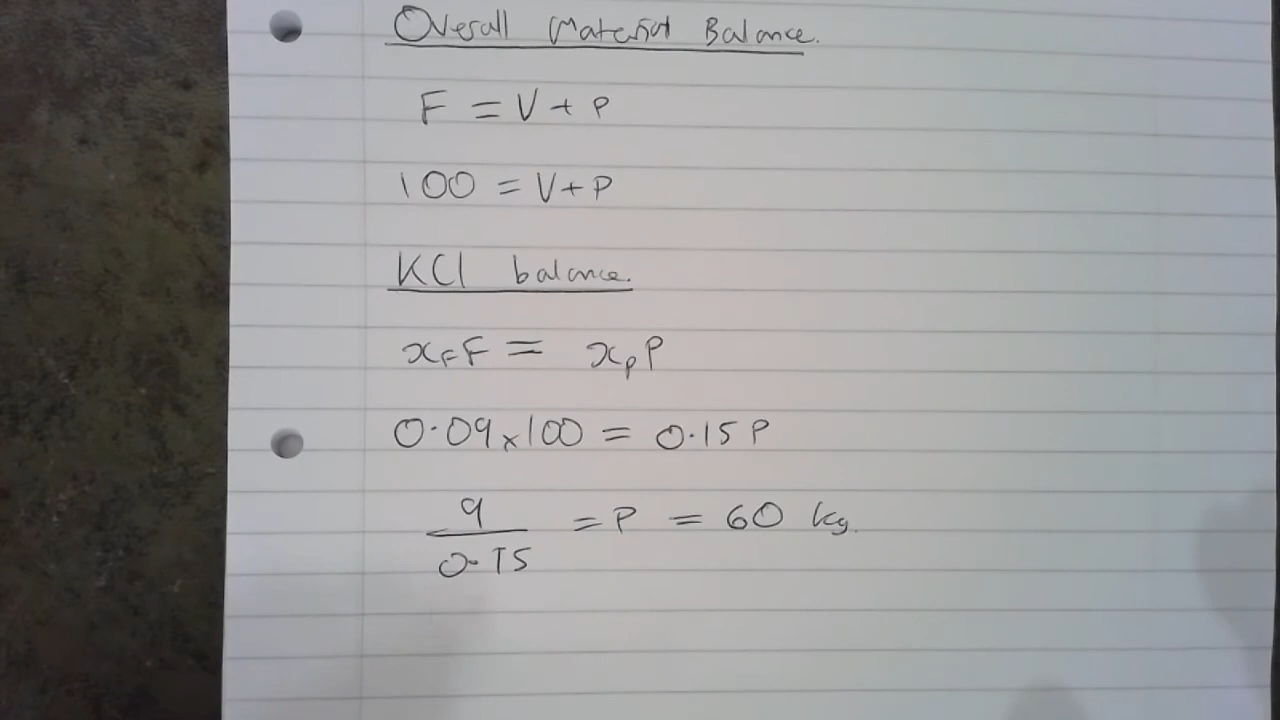 Overall Material Balance.
F = V + P
100 = V + P
KCl balance.
x_F F = x_P P
0.09 × 100 = 0.15 P
9 / 0.15 = P = 60 kg.